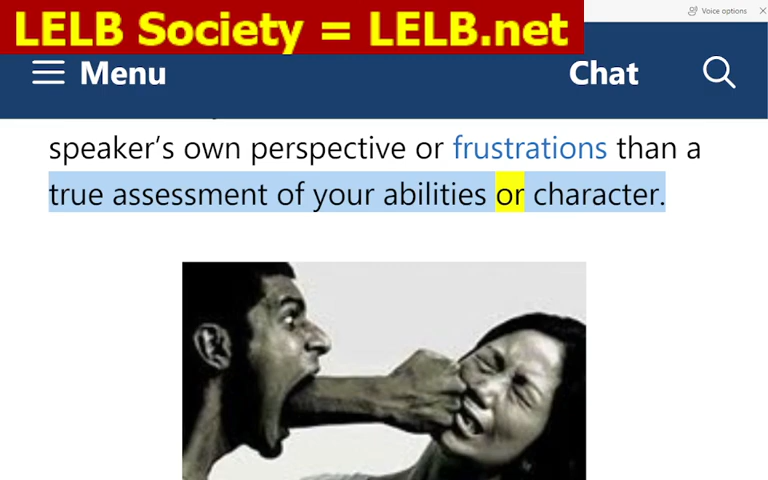 LELB Society = LELB.net
Voice options
Menu
Chat
speaker's own perspective or frustrations than a
true assessment of your abilities or character.